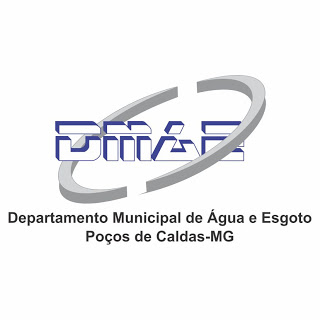 DMAE
Departamento Municipal de Água e Esgoto
Poços de Caldas-MG